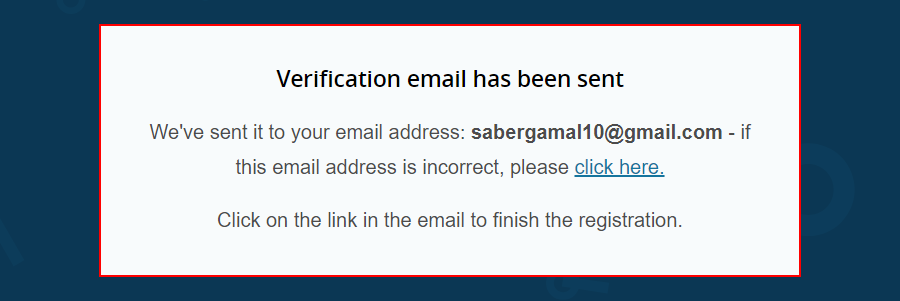 Verification email has been sent
We've sent it to your email address: sabergamal10@gmail.com - if
this email address is incorrect, please click here.
Click on the link in the email to finish the registration.